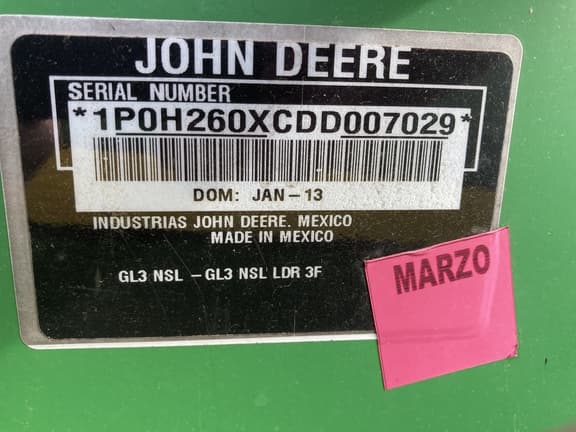 JOHN DEERE
SERIAL NUMBER
*1P0H260XCDD007029*
DOM: JAN-13
INDUSTRIAS JOHN DEERE. MEXICO
MADE IN MEXICO
GL3 NSL - GL3 NSL LDR 3F
MARZO